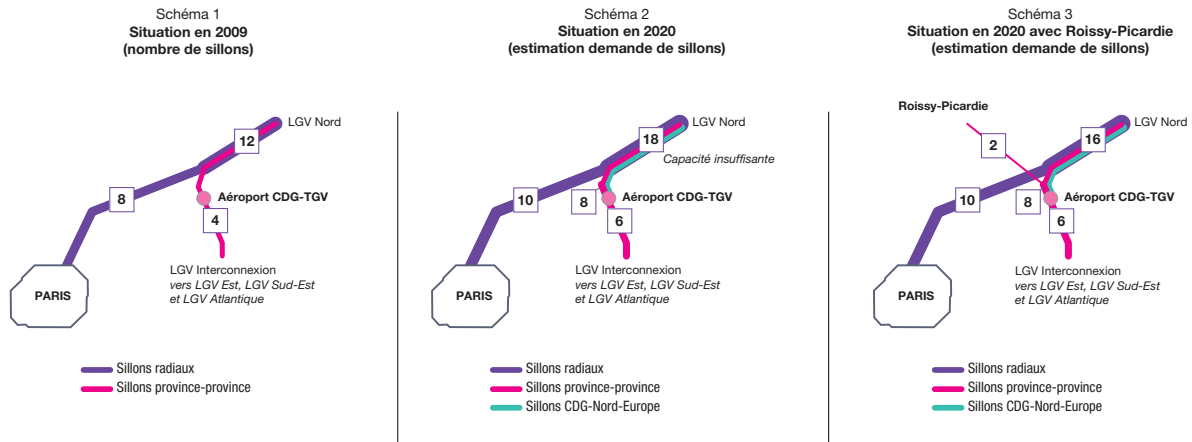 Schéma 1
Situation en 2009
(nombre de sillons)
LGV Nord
12
8
Aéroport CDG-TGV
4
LGV Interconnexion
vers LGV Est, LGV Sud-Est
et LGV Atlantique
PARIS
Sillons radiaux
Sillons province-province
Schéma 2
Situation en 2020
(estimation demande de sillons)
LGV Nord
18
Capacité insuffisante
10
8
Aéroport CDG-TGV
6
LGV Interconnexion
vers LGV Est, LGV Sud-Est
et LGV Atlantique
PARIS
Sillons radiaux
Sillons province-province
Sillons CDG-Nord-Europe
Schéma 3
Situation en 2020 avec Roissy-Picardie
(estimation demande de sillons)
Roissy-Picardie
LGV Nord
2
16
10
8
Aéroport CDG-TGV
6
LGV Interconnexion
vers LGV Est, LGV Sud-Est
et LGV Atlantique
PARIS
Sillons radiaux
Sillons province-province
Sillons CDG-Nord-Europe